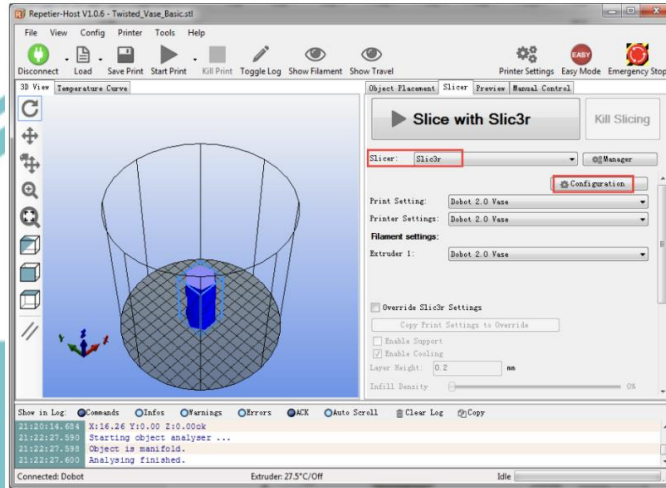 Repetier-Host V1.0.6 - Twisted_Vase_Basic.stl
File View Config Printer Tools Help
Disconnect Load Save Print Start Print Kill Print Toggle Log Show Filament Show Travel Printer Settings Easy Mode Emergency Stop
EASY
3D View Temperature Curve
Object Placement Slicer Preview Manual Control
Slice with Slic3r
Kill Slicing
Slicer: Slic3r
Manager
Configuration
Print Setting: Dobot 2.0 Vase
Printer Settings: Dobot 2.0 Vase
Filament settings:
Extruder 1: Dobot 2.0 Vase
Override Slic3r Settings
Copy Print Settings to Override
Enable Support
Enable Cooling
Layer Height: 0.2 mm
Infill Density 0%
Show in Log: Commands Infos Warnings Errors ACK Auto Scroll Clear Log Copy
21:20:14.684 X:16.26 Y:0.00 Z:0.00ok
21:22:27.590 Starting object analyser ...
21:22:27.598 Object is manifold.
21:22:27.600 Analysing finished.
Connected: Dobot Extruder: 27.5°C/Off Idle